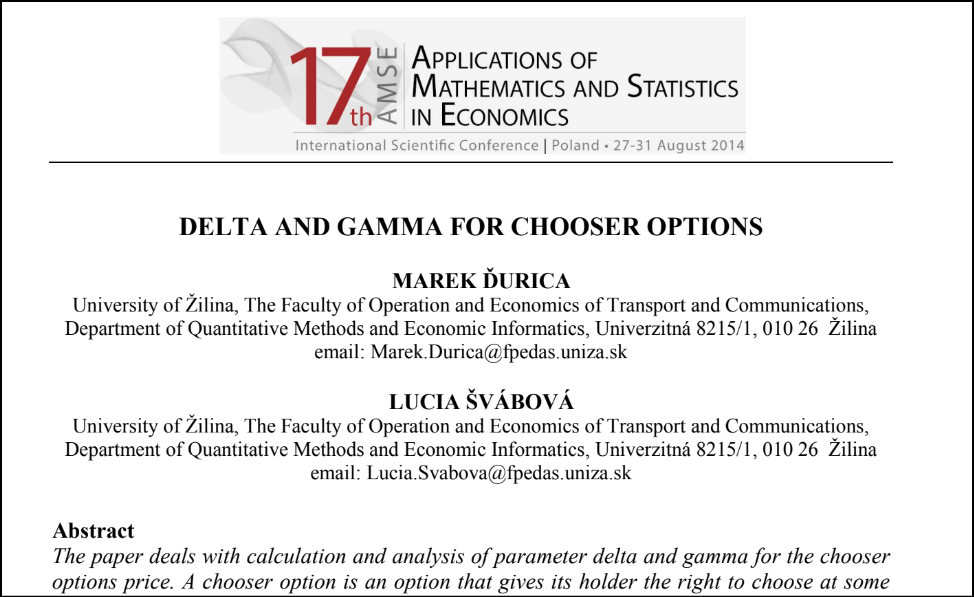 17th AMSE
APPLICATIONS OF
MATHEMATICS AND STATISTICS
IN ECONOMICS
International Scientific Conference | Poland • 27-31 August 2014
DELTA AND GAMMA FOR CHOOSER OPTIONS
MAREK ĎURICA
University of Žilina, The Faculty of Operation and Economics of Transport and Communications,
Department of Quantitative Methods and Economic Informatics, Univerzitná 8215/1, 010 26 Žilina
email: Marek.Durica@fpedas.uniza.sk
LUCIA ŠVÁBOVÁ
University of Žilina, The Faculty of Operation and Economics of Transport and Communications,
Department of Quantitative Methods and Economic Informatics, Univerzitná 8215/1, 010 26 Žilina
email: Lucia.Svabova@fpedas.uniza.sk
Abstract
The paper deals with calculation and analysis of parameter delta and gamma for the chooser
options price. A chooser option is an option that gives its holder the right to choose at some